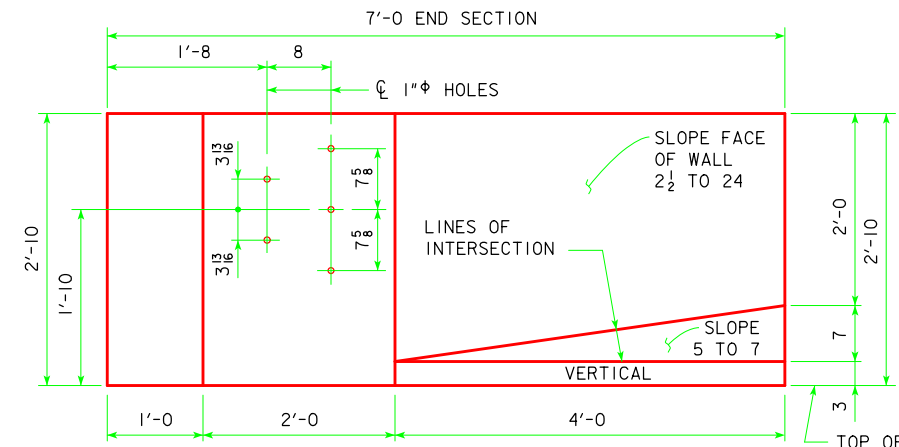 7'-0 END SECTION
1'-8
8
℄ 1"Φ HOLES
3 13/16
7 5/8
SLOPE FACE
OF WALL
2 1/2 TO 24
2'-10
1'-10
3 13/16
7 5/8
LINES OF
INTERSECTION
2'-0
2'-10
SLOPE
5 TO 7
7
VERTICAL
3
1'-0
2'-0
4'-0
TOP OF